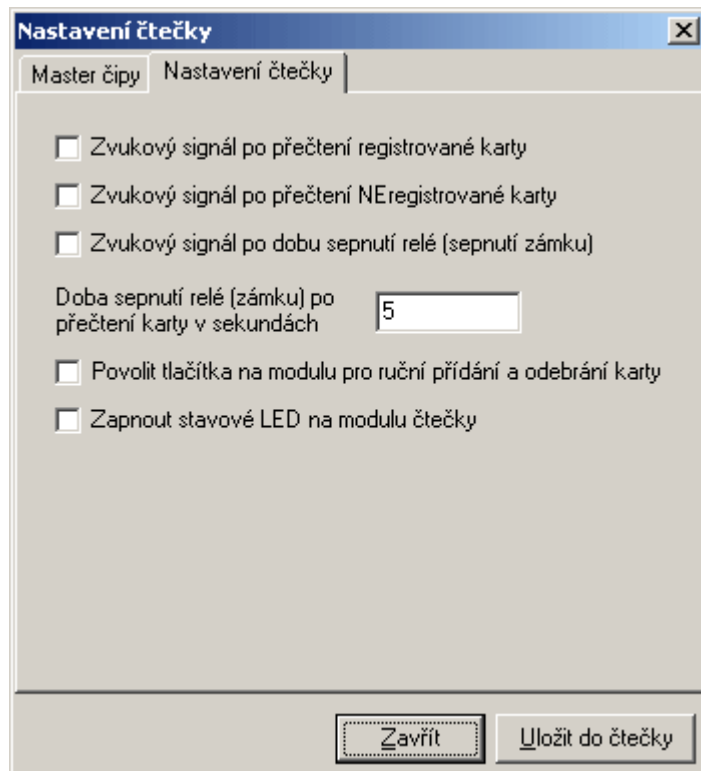 Nastavení čtečky
Master čipy
Nastavení čtečky
Zvukový signál po přečtení registrované karty
Zvukový signál po přečtení NEregistrované karty
Zvukový signál po dobu sepnutí relé (sepnutí zámku)
Doba sepnutí relé (zámku) po
přečtení karty v sekundách
5
Povolit tlačítka na modulu pro ruční přídání a odebrání karty
Zapnout stavové LED na modulu čtečky
Zavřít
Uložit do čtečky